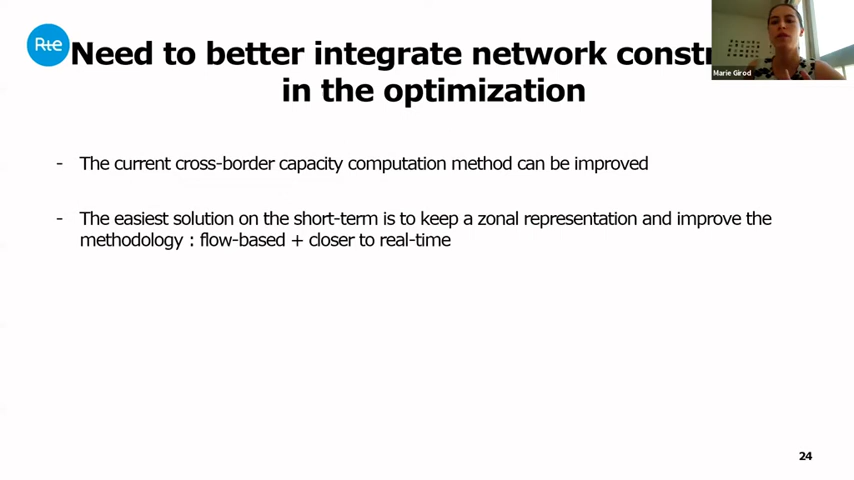 Rte
Need to better integrate network constr
in the optimization
Marie Girod
- The current cross-border capacity computation method can be improved
- The easiest solution on the short-term is to keep a zonal representation and improve the
methodology : flow-based + closer to real-time
24